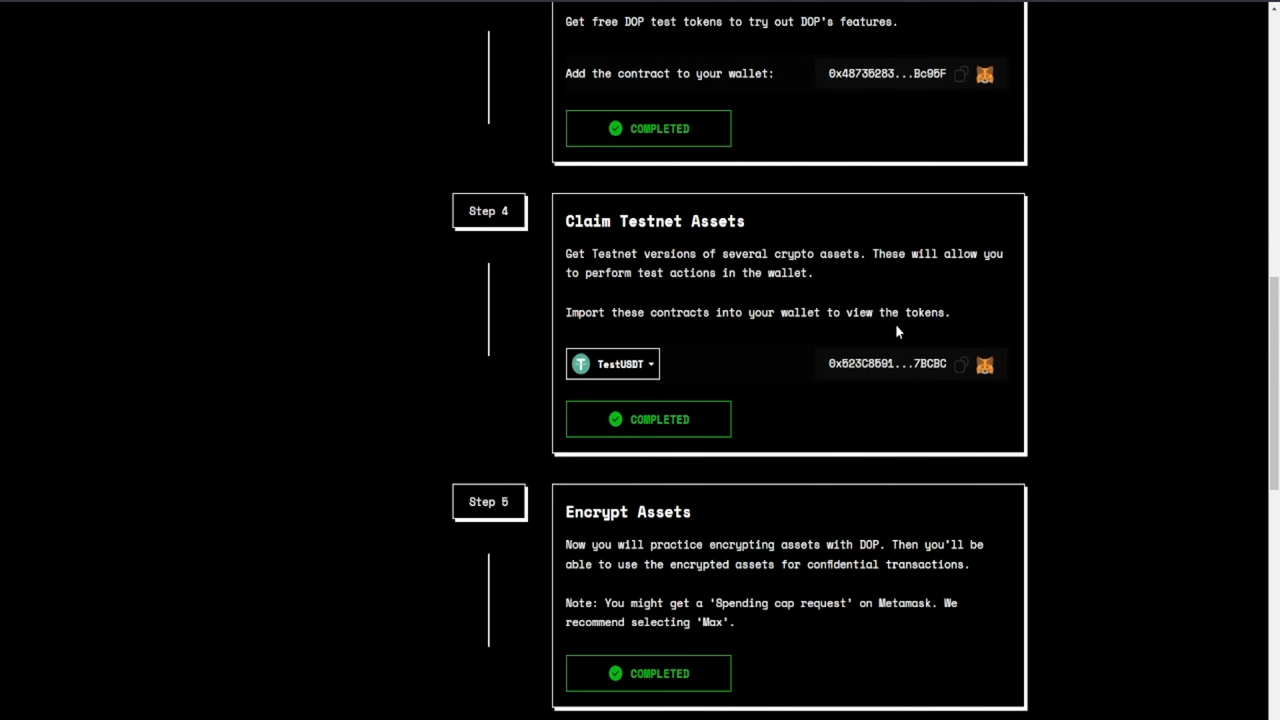 Get free DOP test tokens to try out DOP's features.
Add the contract to your wallet:
0x48735283...Bc95F
COMPLETED
Step 4
Claim Testnet Assets
Get Testnet versions of several crypto assets. These will allow you
to perform test actions in the wallet.
Import these contracts into your wallet to view the tokens.
TestUSDT
0x523C8591...7BCBC
COMPLETED
Step 5
Encrypt Assets
Now you will practice encrypting assets with DOP. Then you'll be
able to use the encrypted assets for confidential transactions.
Note: You might get a 'Spending cap request' on Metamask. We
recommend selecting 'Max'.
COMPLETED